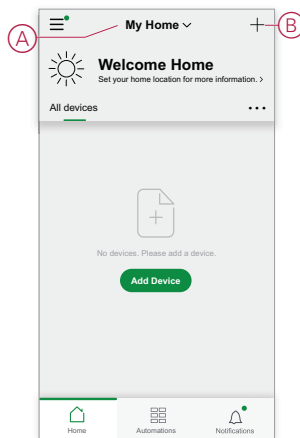 A
My Home
B
Welcome Home
Set your home location for more information. >
All devices
No devices. Please add a device.
Add Device
Home
Automations
Notifications